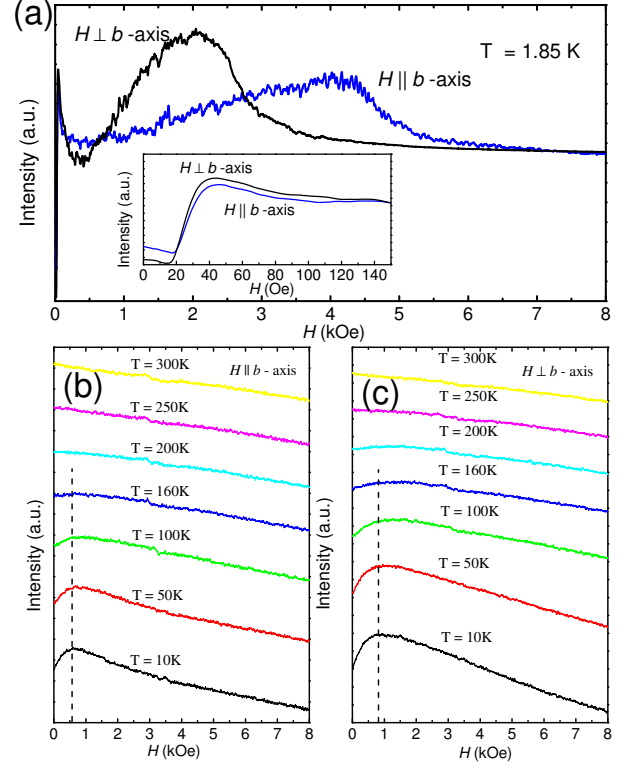 (a)
H ⊥ b -axis
T = 1.85 K
H || b -axis
Intensity (a.u.)
H ⊥ b -axis
H || b -axis
Intensity (a.u.)
0 20 40 60 80 100 120 140
H (Oe)
0 1 2 3 4 5 6 7 8
H (kOe)
(b)
H || b - axis
T = 300K
T = 250K
T = 200K
T = 160K
T = 100K
T = 50K
T = 10K
Intensity (a.u.)
0 1 2 3 4 5 6 7 8
H (kOe)
(c)
H ⊥ b - axis
T = 300K
T = 250K
T = 200K
T = 160K
T = 100K
T = 50K
T = 10K
Intensity (a.u.)
0 1 2 3 4 5 6 7 8
H (kOe)